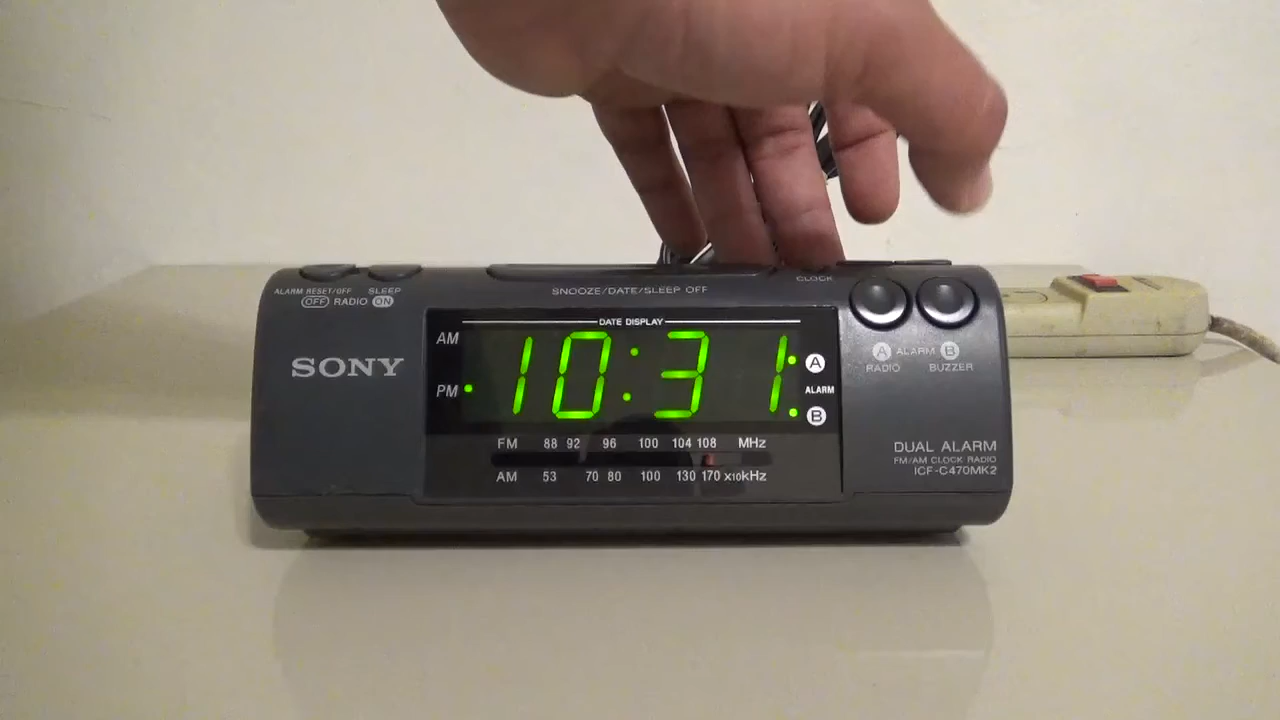 CLOCK
ALARM RESET/OFF SLEEP
OFF RADIO ON
SNOOZE/DATE/SLEEP OFF
DATE DISPLAY
AM
SONY
PM
10:31
A
ALARM
B
A ALARM B
RADIO BUZZER
FM 88 92 96 100 104 108 MHz
AM 53 70 80 100 130 170 x10kHz
DUAL ALARM
FM/AM CLOCK RADIO
ICF-C470MK2